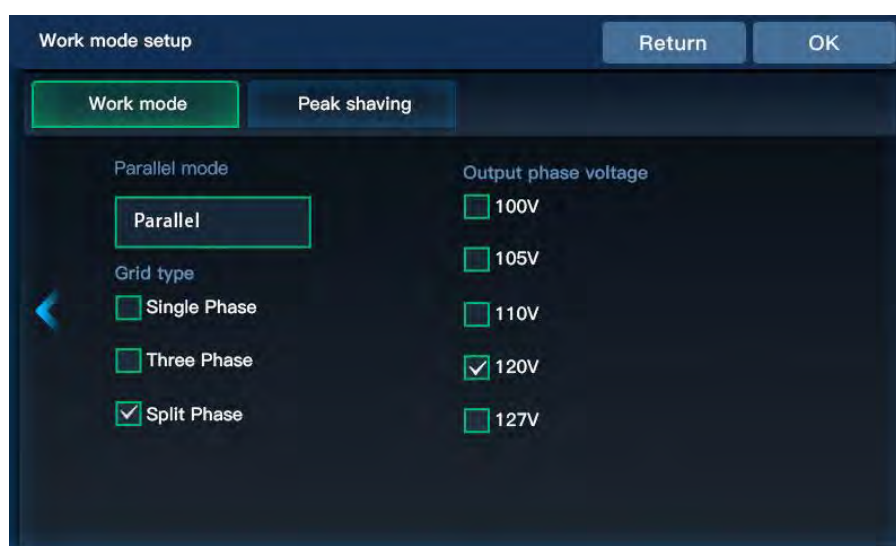 Work mode setup
Return
OK
Work mode
Peak shaving
Parallel mode
Parallel
Grid type
Single Phase
Three Phase
Split Phase
Output phase voltage
100V
105V
110V
120V
127V